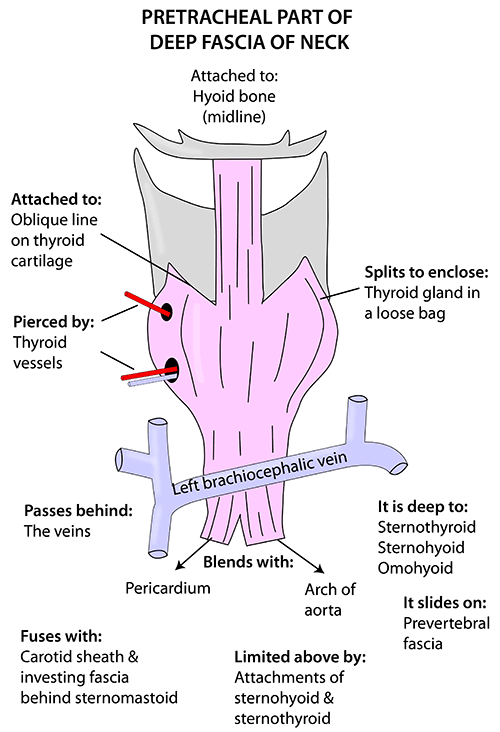 PRETRACHEAL PART OF
DEEP FASCIA OF NECK
Attached to:
Hyoid bone
(midline)
Attached to:
Oblique line
on thyroid
cartilage
Splits to enclose:
Thyroid gland in
a loose bag
Pierced by:
Thyroid
vessels
Left brachiocephalic vein
Passes behind:
The veins
It is deep to:
Sternothyroid
Sternohyoid
Omohyoid
Blends with:
Pericardium
Arch of
aorta
It slides on:
Prevertebral
fascia
Fuses with:
Carotid sheath &
investing fascia
behind sternomastoid
Limited above by:
Attachments of
sternohyoid &
sternothyroid